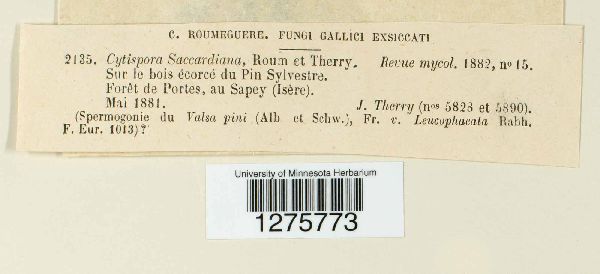 C. ROUMEGUERE. FUNGI GALLICI EXSICCATI
2135. Cytispora Saccardiana, Roum et Therry. Revue mycol. 1882, nº 15.
Sur le bois écorcé du Pin Sylvestre.
Forêt de Portes, au Sapey (Isère).
Mai 1881. J. Therry (nos 5828 et 5890).
(Spermogonie du Valsa pini (Alb et Schw.), Fr. v. Leucophaeata Rabh.
F. Eur. 1013)?
University of Minnesota Herbarium
1275773